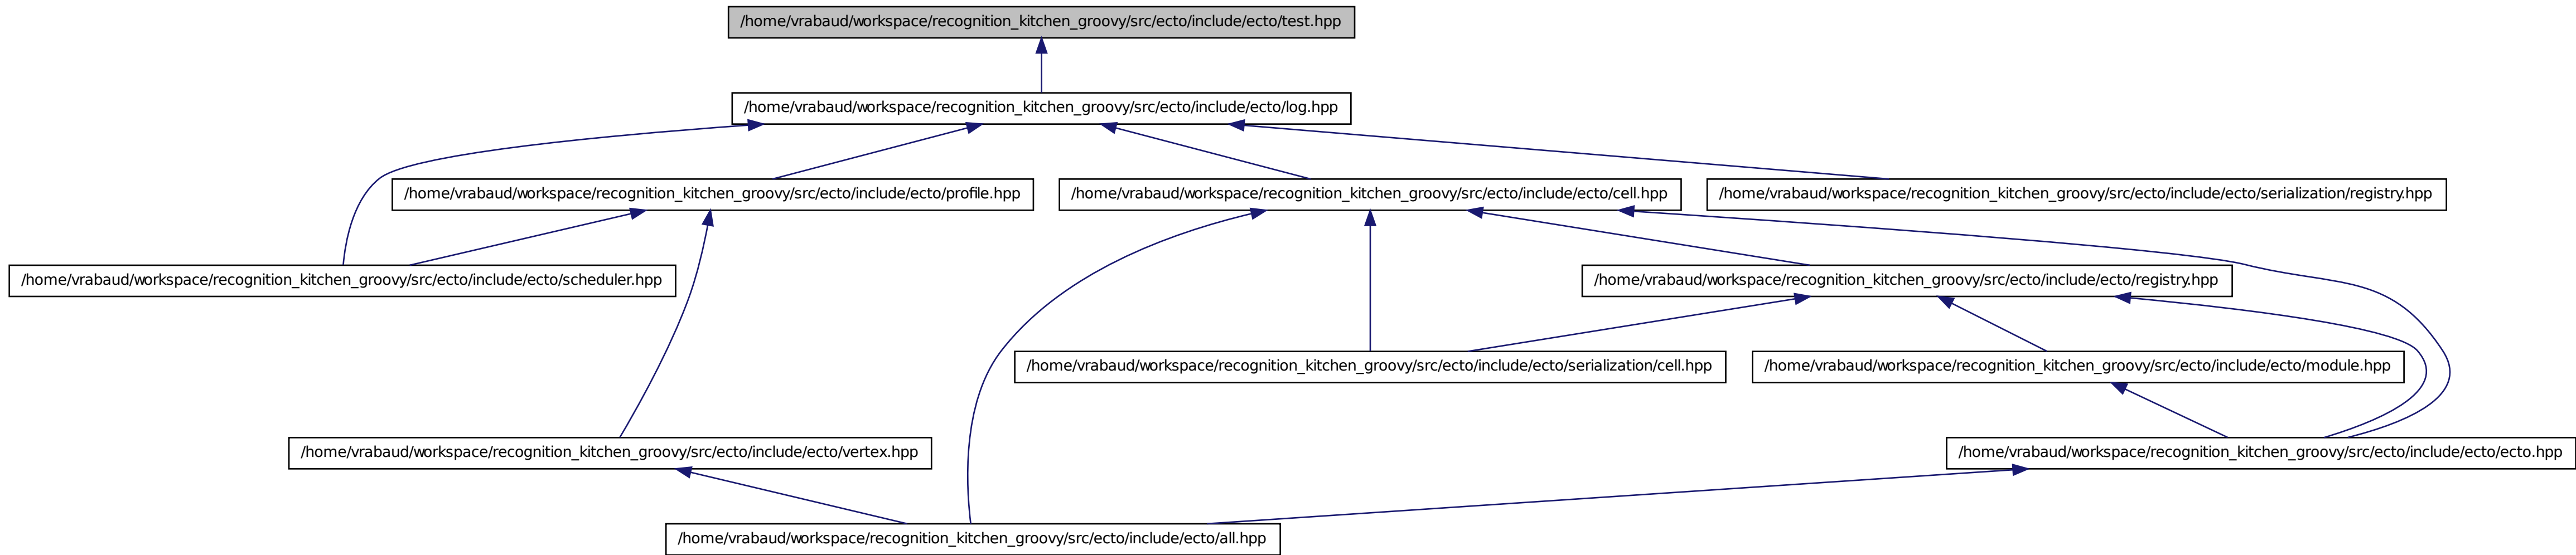 /home/vrabaud/workspace/recognition_kitchen_groovy/src/ecto/include/ecto/test.hpp
/home/vrabaud/workspace/recognition_kitchen_groovy/src/ecto/include/ecto/log.hpp
/home/vrabaud/workspace/recognition_kitchen_groovy/src/ecto/include/ecto/profile.hpp
/home/vrabaud/workspace/recognition_kitchen_groovy/src/ecto/include/ecto/cell.hpp
/home/vrabaud/workspace/recognition_kitchen_groovy/src/ecto/include/ecto/serialization/registry.hpp
/home/vrabaud/workspace/recognition_kitchen_groovy/src/ecto/include/ecto/scheduler.hpp
/home/vrabaud/workspace/recognition_kitchen_groovy/src/ecto/include/ecto/registry.hpp
/home/vrabaud/workspace/recognition_kitchen_groovy/src/ecto/include/ecto/serialization/cell.hpp
/home/vrabaud/workspace/recognition_kitchen_groovy/src/ecto/include/ecto/module.hpp
/home/vrabaud/workspace/recognition_kitchen_groovy/src/ecto/include/ecto/vertex.hpp
/home/vrabaud/workspace/recognition_kitchen_groovy/src/ecto/include/ecto/ecto.hpp
/home/vrabaud/workspace/recognition_kitchen_groovy/src/ecto/include/ecto/all.hpp